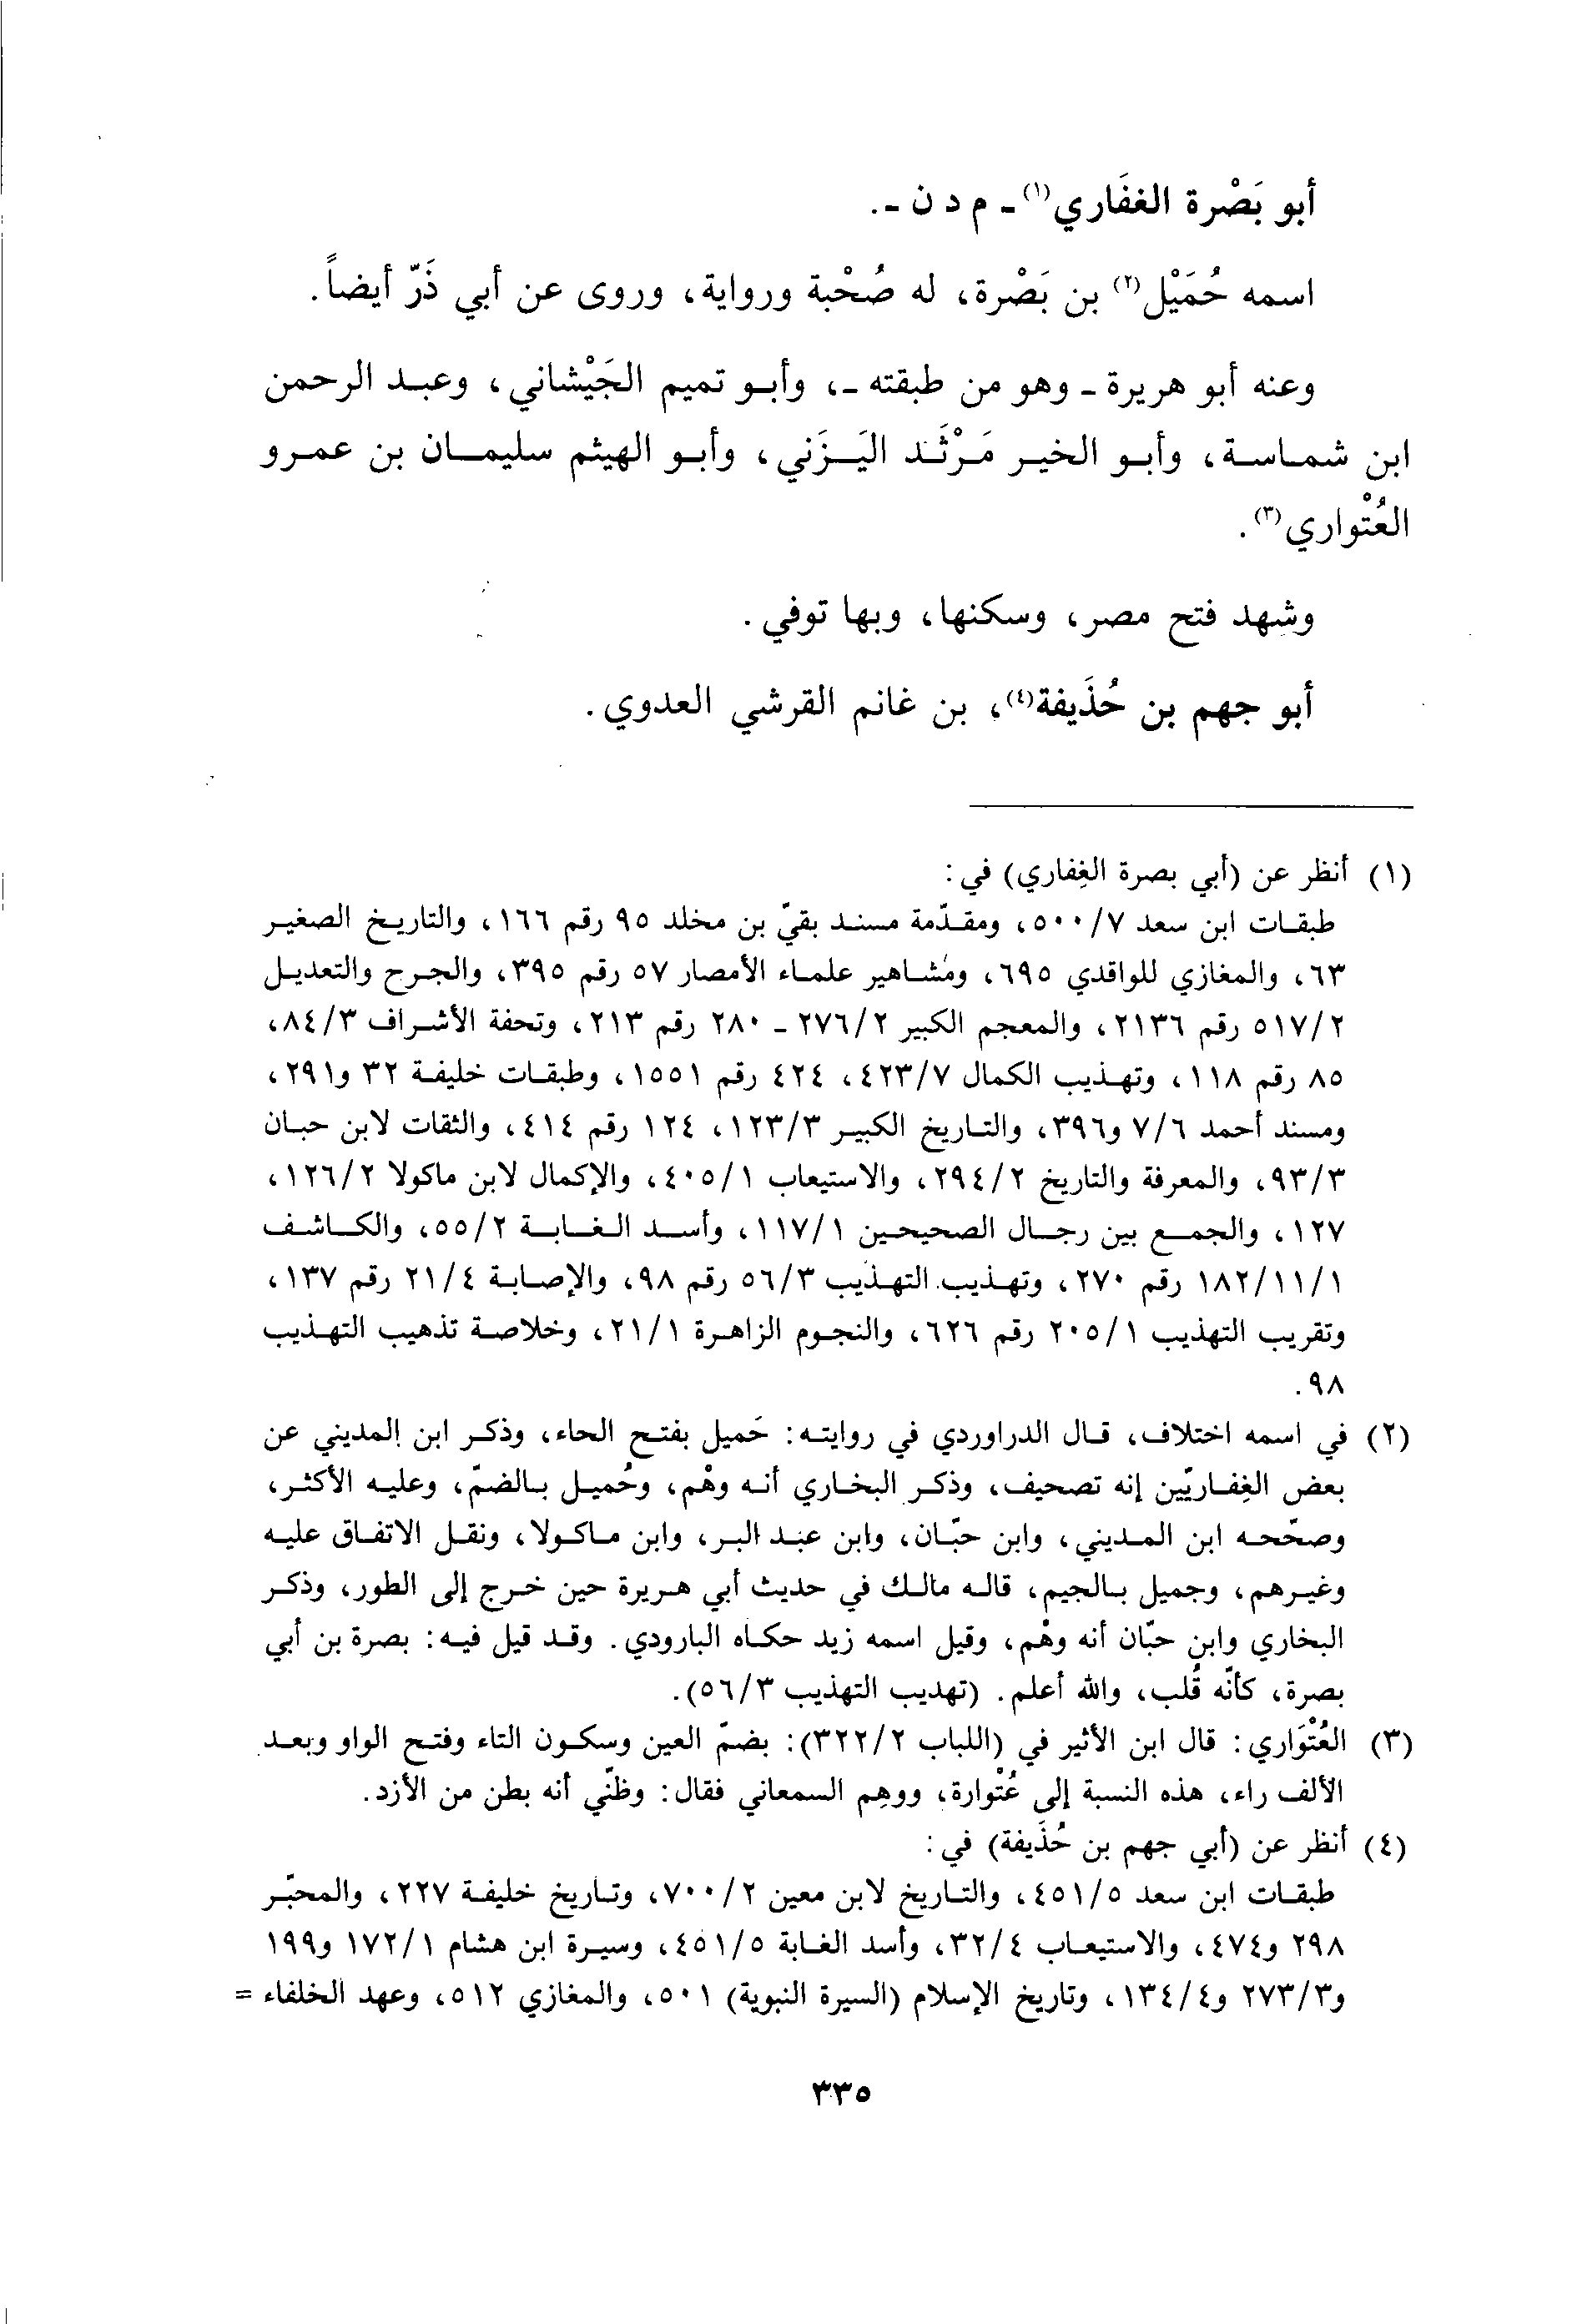 أبو بَصْرة الغفَاري(١) ـ م د ن ـ.
اسمه حُمَيْل(٢) بن بَصْرة، له صُحْبة ورواية، وروى عن أبي ذَرّ أيضاً.
وعنه أبو هريرة ـ وهو من طبقته ـ، وأبو تميم الجَيْشاني، وعبد الرحمن
ابن شماسة، وأبو الخير مَرْثَد اليَزَني، وأبو الهيثم سليمان بن عمرو
العُتْواري(٣).
وشهد فتح مصر، وسكنها، وبها توفي.
أبو جهم بن حُذَيفة(٤)، بن غانم القرشي العدوي.
(١) أنظر عن (أبي بصرة الغِفاري) في:
طبقات ابن سعد ٧/٥٠٠، ومقدّمة مسند بقيّ بن مخلد ٩٥ رقم ١٦٦، والتاريخ الصغير
٦٣، والمغازي للواقدي ٦٩٥، ومشاهير علماء الأمصار ٥٧ رقم ٣٩٥، والجرح والتعديل
٢/٥١٧ رقم ٢١٣٦، والمعجم الكبير ٢/٢٧٦ ـ ٢٨٠ رقم ٢١٣، وتحفة الأشراف ٣/٨٤،
٨٥ رقم ١١٨، وتهذيب الكمال ٧/٤٢٣، ٤٢٤ رقم ١٥٥١، وطبقات خليفة ٣٢ و٢٩١،
ومسند أحمد ٦/٧ و٣٩٦، والتاريخ الكبير ٣/١٢٣، ١٢٤ رقم ٤١٤، والثقات لابن حبان
٣/٩٣، والمعرفة والتاريخ ٢/٢٩٤، والاستيعاب ١/٤٠٥، والإكمال لابن ماكولا ٢/١٢٦،
١٢٧، والجمع بين رجال الصحيحين ١/١١٧، وأسد الغابة ٢/٥٥، والكاشف
١/١١/١٨٢ رقم ٢٧٠، وتهذيب التهذيب ٣/٥٦ رقم ٩٨، والإصابة ٤/٢١ رقم ١٣٧،
وتقريب التهذيب ١/٢٠٥ رقم ٦٢٦، والنجوم الزاهرة ١/٢١، وخلاصة تذهيب التهذيب
٩٨.
(٢) في اسمه اختلاف، قال الدراوردي في روايته: حَميل بفتح الحاء، وذكر ابن المديني عن
بعض الغِفاريّين إنه تصحيف، وذكر البخاري أنه وهْم، وحُميل بالضمّ، وعليه الأكثر،
وصحّحه ابن المديني، وابن حبّان، وابن عبد البر، وابن ماكولا، ونقل الاتفاق عليه
وغيرهم، وجميل بالجيم، قاله مالك في حديث أبي هريرة حين خرج إلى الطور، وذكر
البخاري وابن حبّان أنه وهْم، وقيل اسمه زيد حكاه البارودي. وقد قيل فيه: بصرة بن أبي
بصرة، كأنّه قُلب، والله أعلم. (تهديب التهذيب ٣/٥٦).
(٣) العُتْوَاري: قال ابن الأثير في (اللباب ٢/٣٢٢): بضمّ العين وسكون التاء وفتح الواو وبعد
الألف راء، هذه النسبة إلى عُتْوارة، ووهِم السمعاني فقال: وظنّي أنه بطن من الأزد.
(٤) أنظر عن (أبي جهم بن حُذَيفة) في:
طبقات ابن سعد ٥/٤٥١، والتاريخ لابن معين ٢/٧٠٠، وتاريخ خليفة ٢٢٧، والمحبّر
٢٩٨ و٤٧٤، والاستيعاب ٤/٣٢، وأسد الغابة ٥/٤٥١، وسيرة ابن هشام ١/١٧٢ و١٩٩
و٣/٢٧٣ و٤/١٣٤، وتاريخ الإسلام (السيرة النبوية) ٥٠١، والمغازي ٥١٢، وعهد الخلفاء =
٣٣٥